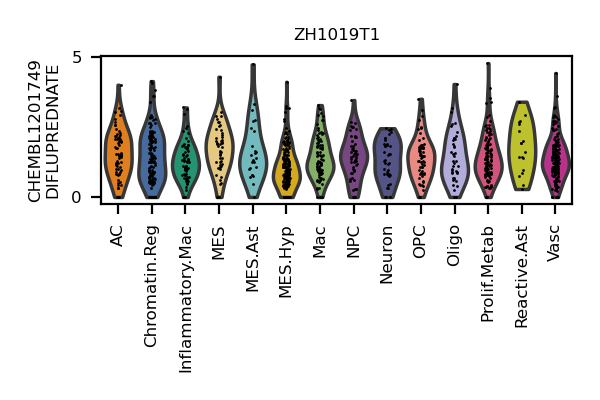 ZH1019T1
CHEMBL1201749
DIFLUPREDNATE
5
0
AC
Chromatin.Reg
Inflammatory.Mac
MES
MES.Ast
MES.Hyp
Mac
NPC
Neuron
OPC
Oligo
Prolif.Metab
Reactive.Ast
Vasc